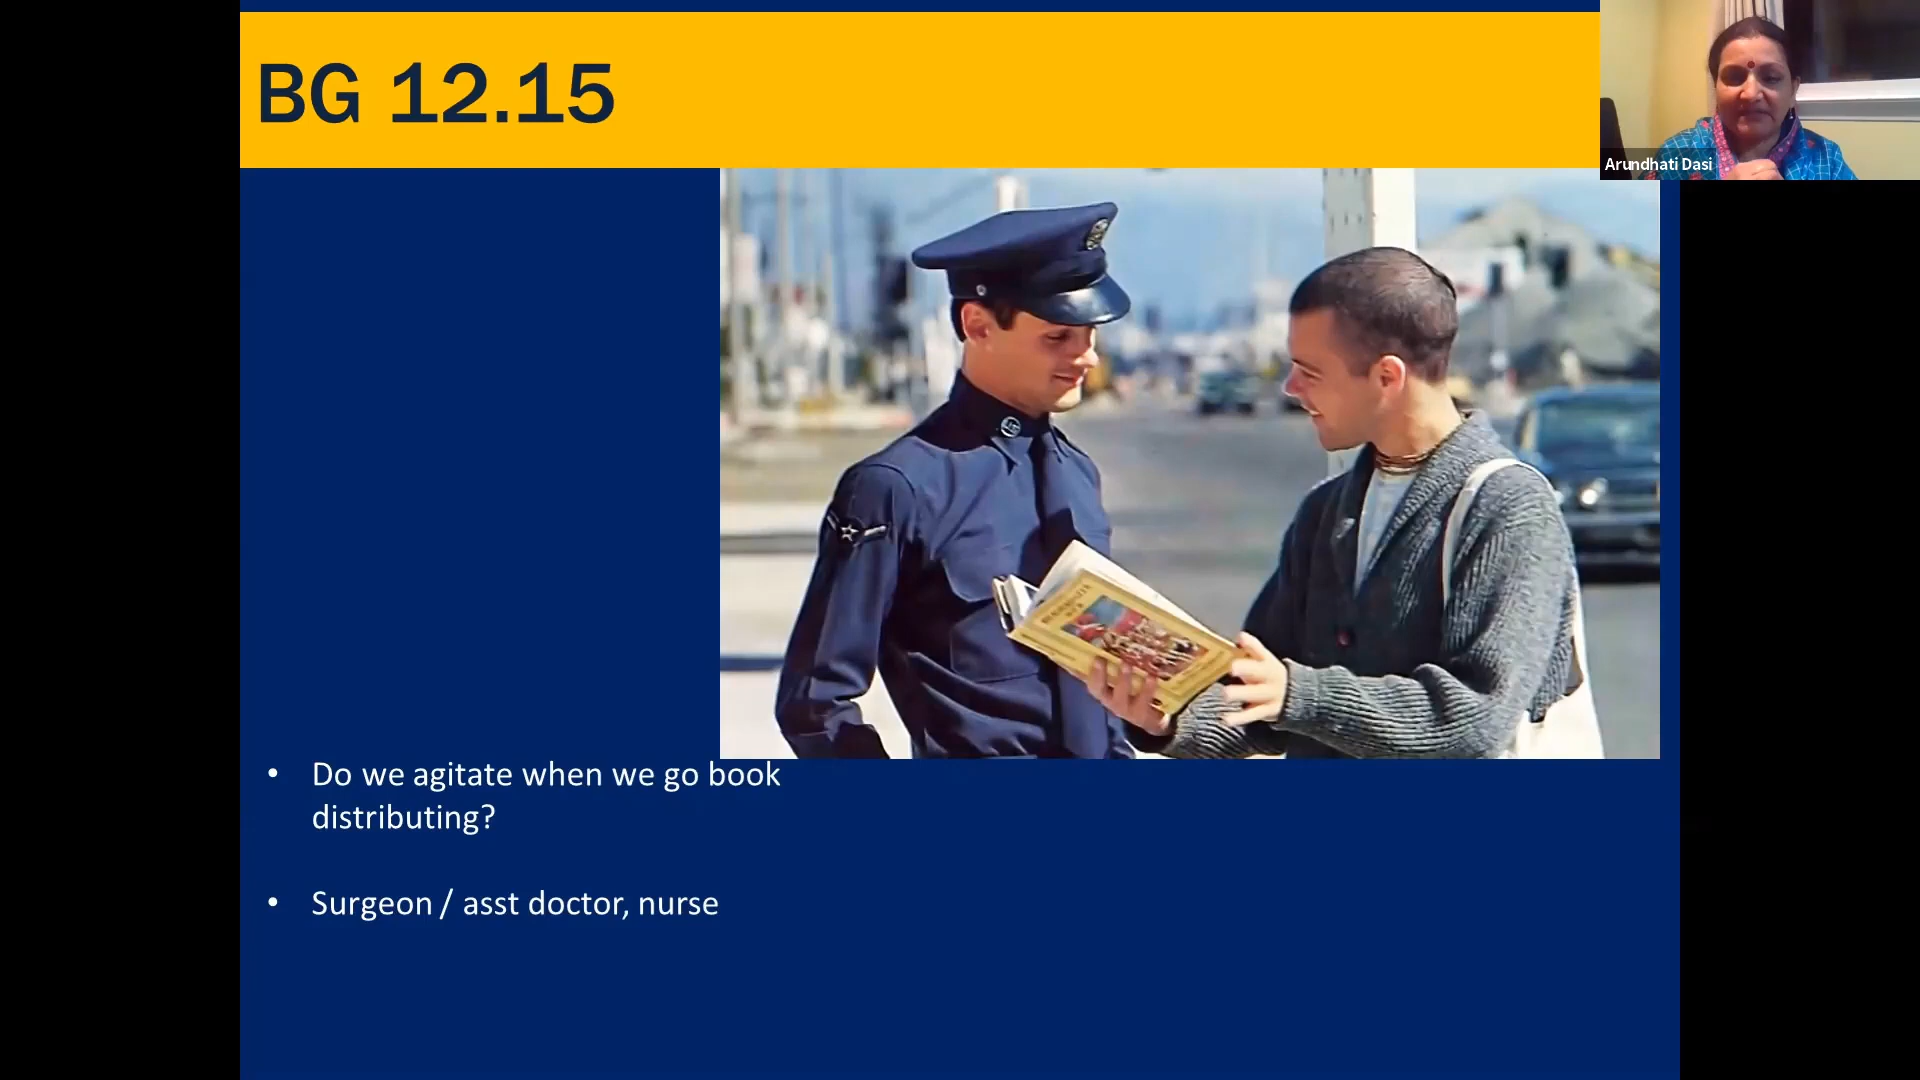 BG 12.15
Arundhati Dasi
• Do we agitate when we go book
distributing?
• Surgeon / asst doctor, nurse